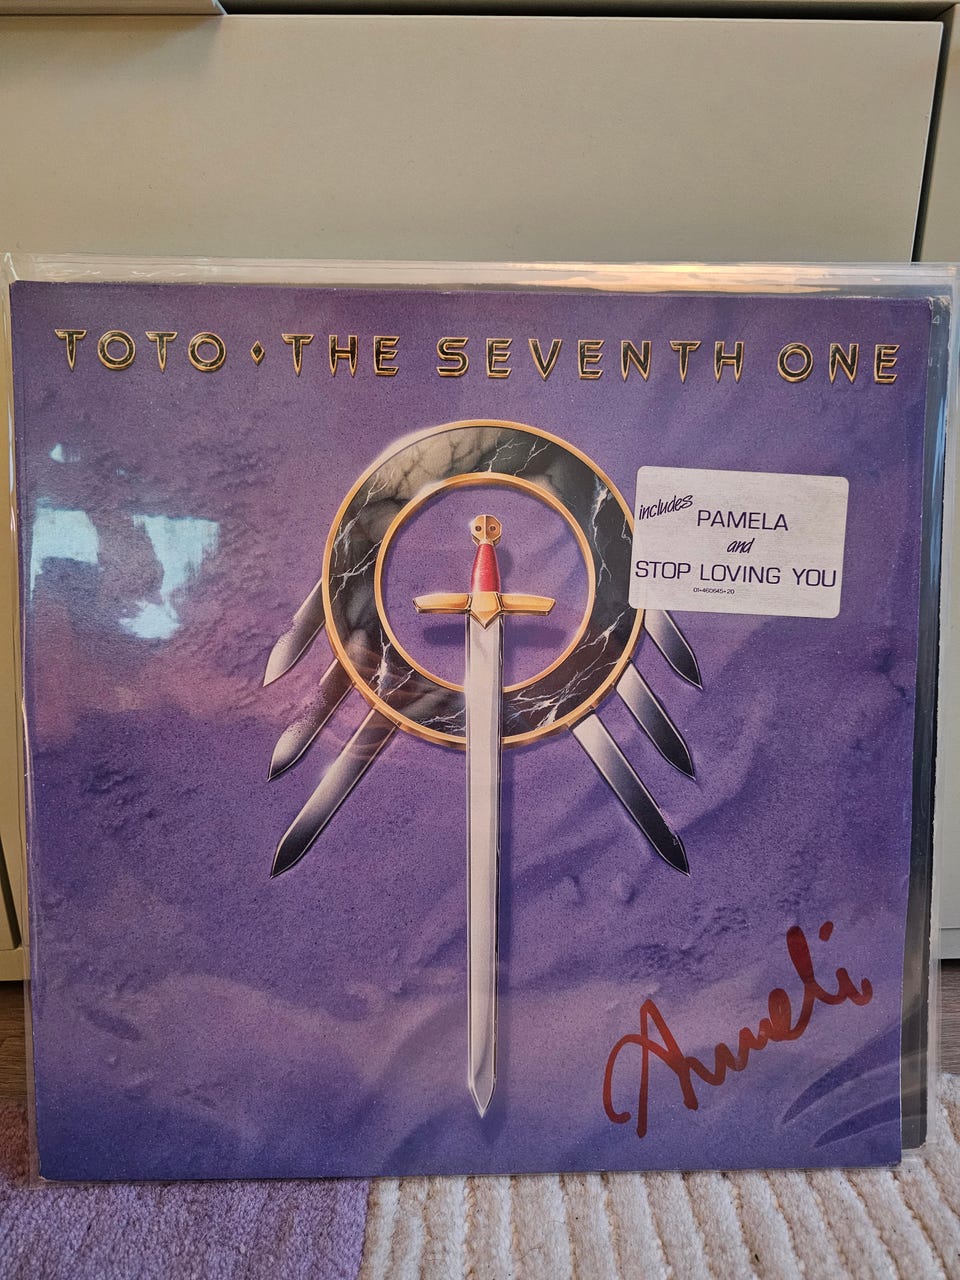 TOTO ♦ THE SEVENTH ONE
includes
PAMELA
and
STOP LOVING YOU
01-460645-20
Anneli